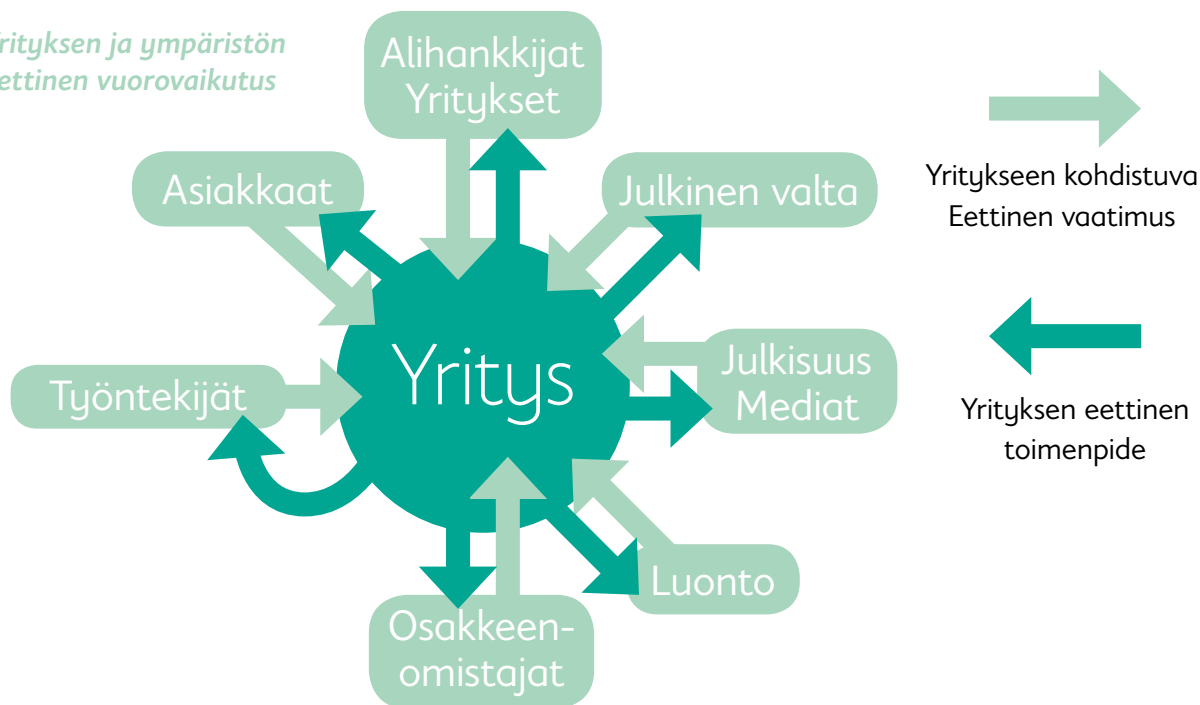 Yrityksen ja ympäristön
eettinen vuorovaikutus
Alihankkijat
Yritykset
Asiakkaat
Julkinen valta
Yritykseen kohdistuva
Eettinen vaatimus
Yritys
Julkisuus
Mediat
Työntekijät
Yrityksen eettinen
toimenpide
Luonto
Osakkeen-
omistajat